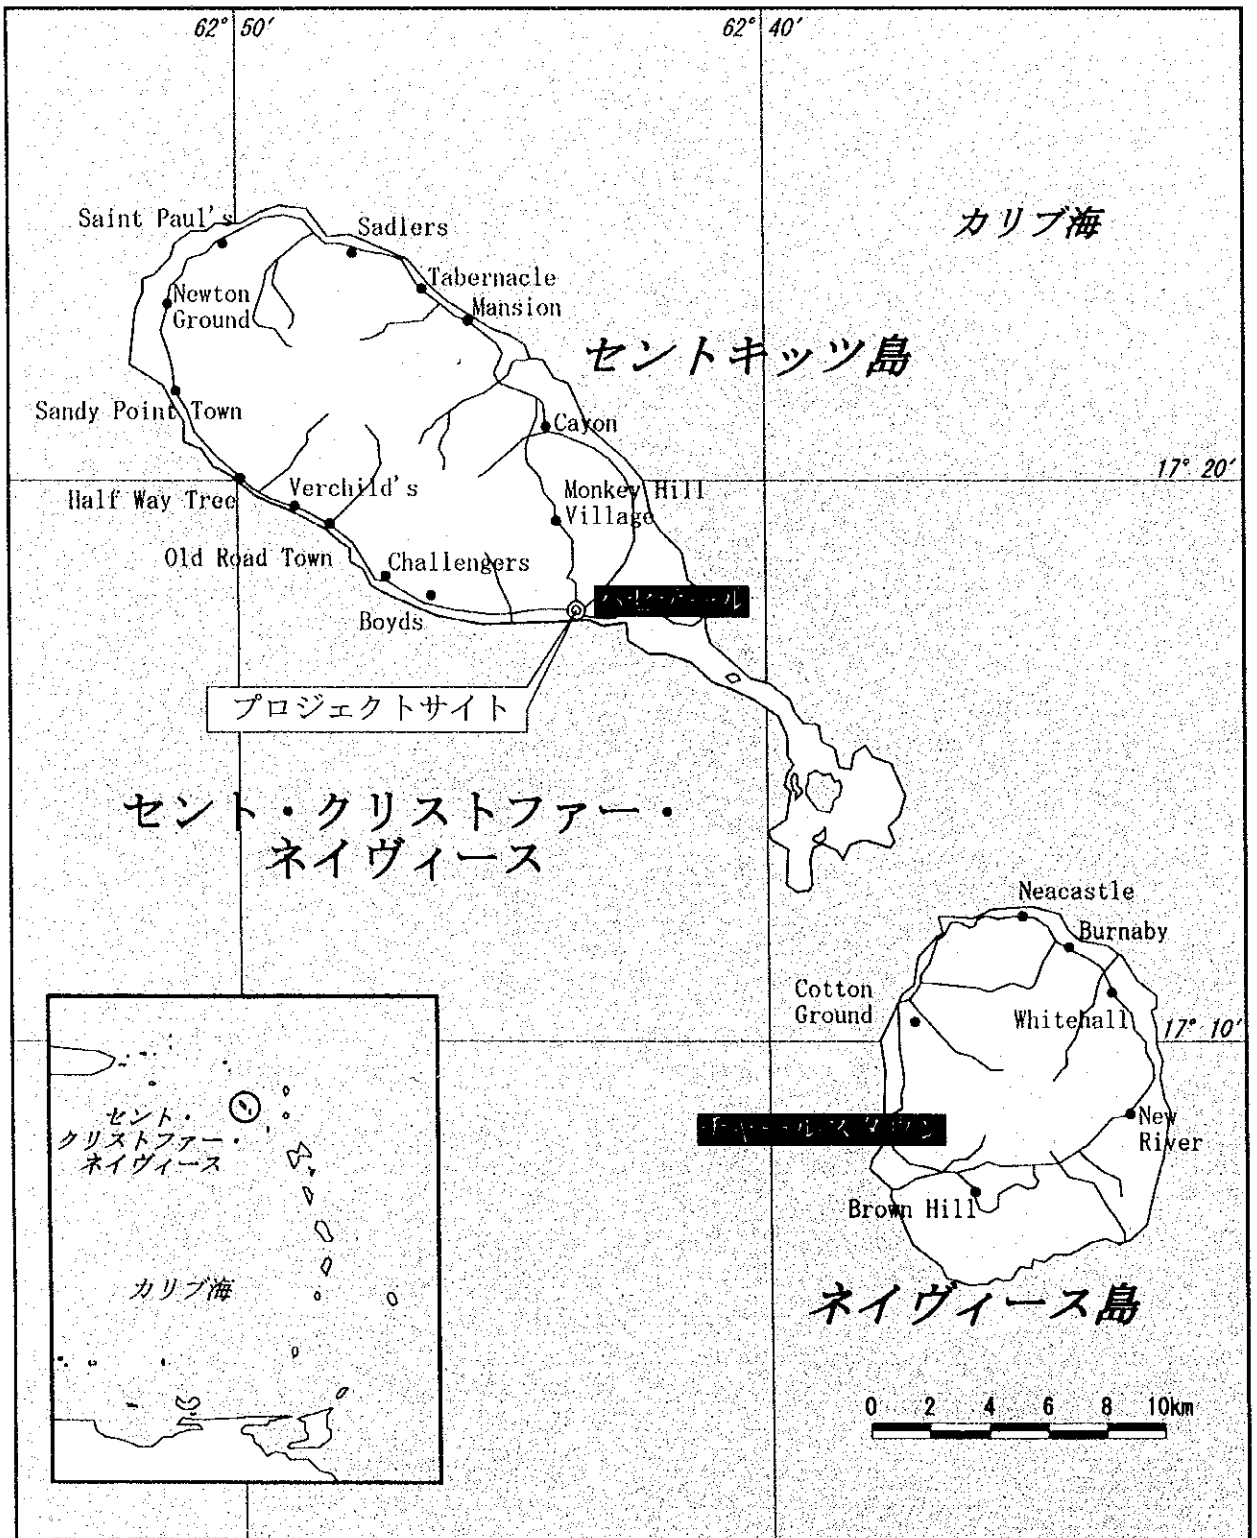 62° 50′
62° 40′
カリブ海
Saint Paul's
Sadlers
Tabernacle
Newton
Ground
Mansion
セントキッツ島
Sandy Point Town
Cayon
17° 20′
Half Way Tree
Verchild's
Monkey Hill
Village
Old Road Town
Challengers
Boyds
プロジェクトサイト
セント・クリストファー・
ネイヴィース
Neacastle
Burnaby
Cotton
Ground
Whitehall
17° 10′
New
River
Brown Hill
ネイヴィース島
セント・
クリストファー・
ネイヴィース
カリブ海
0 2 4 6 8 10km